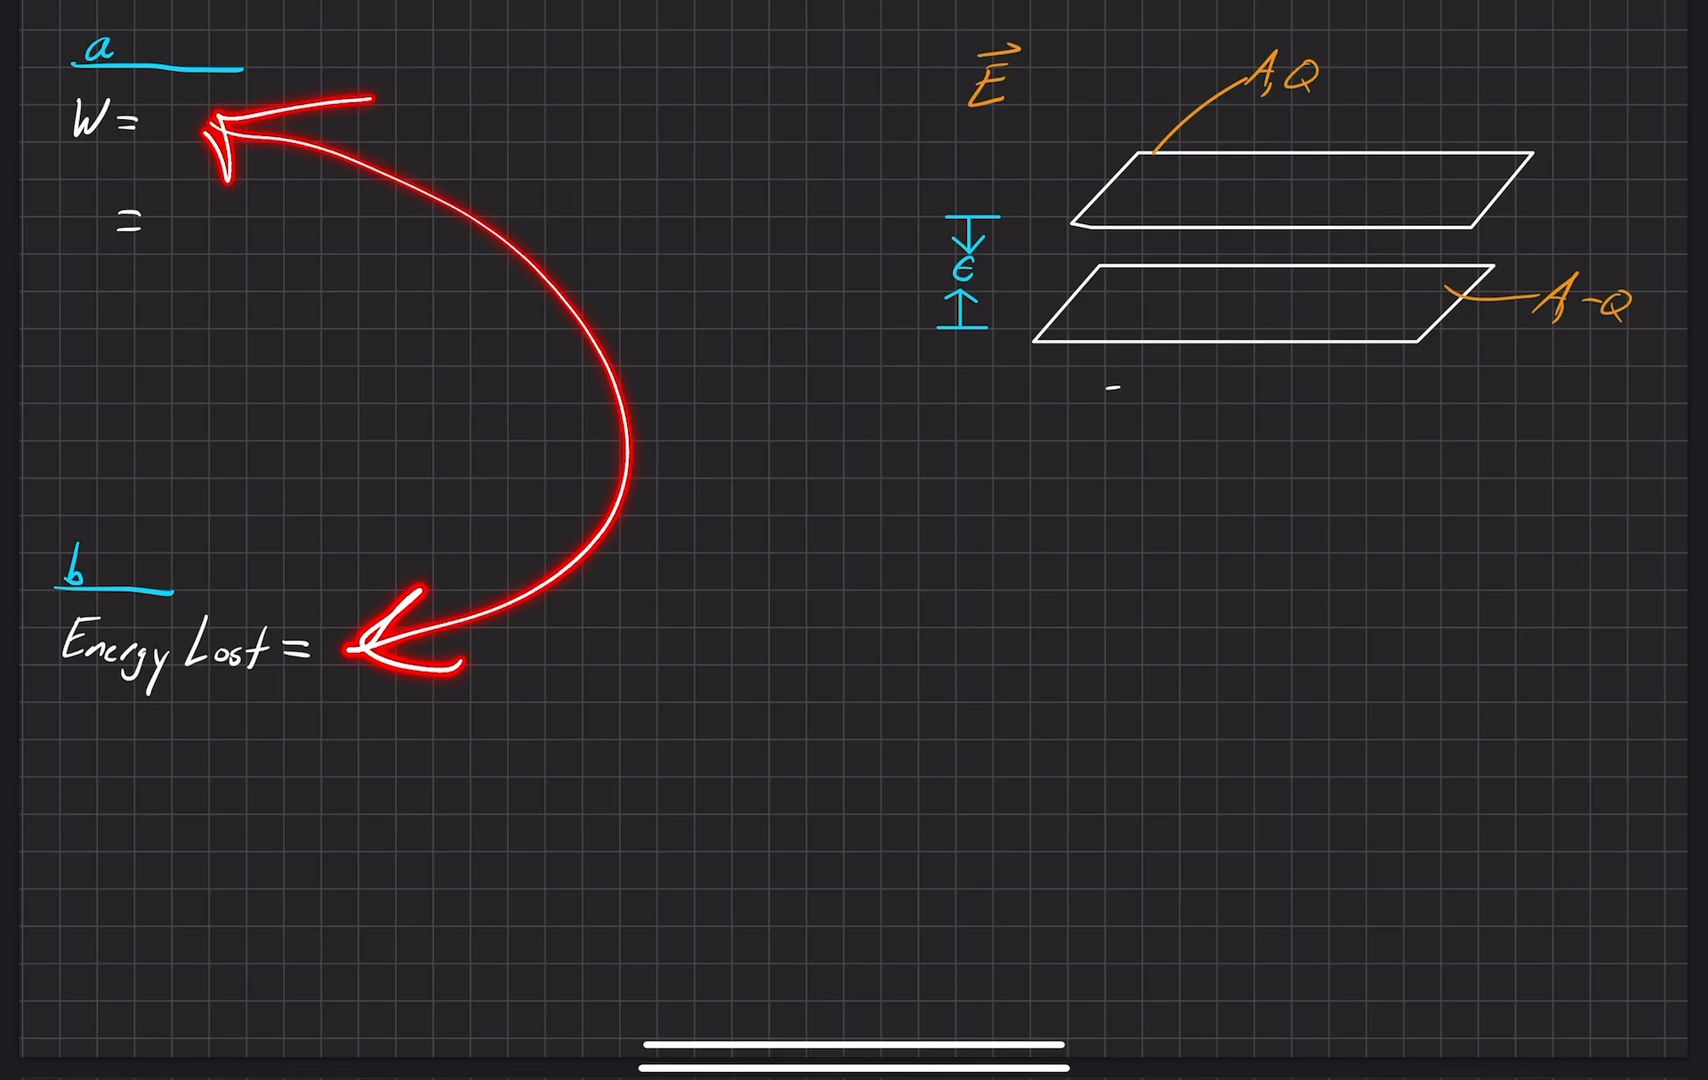 a
W =
=
b
Energy Lost =
E
A, Q
ϵ
A, -Q
-